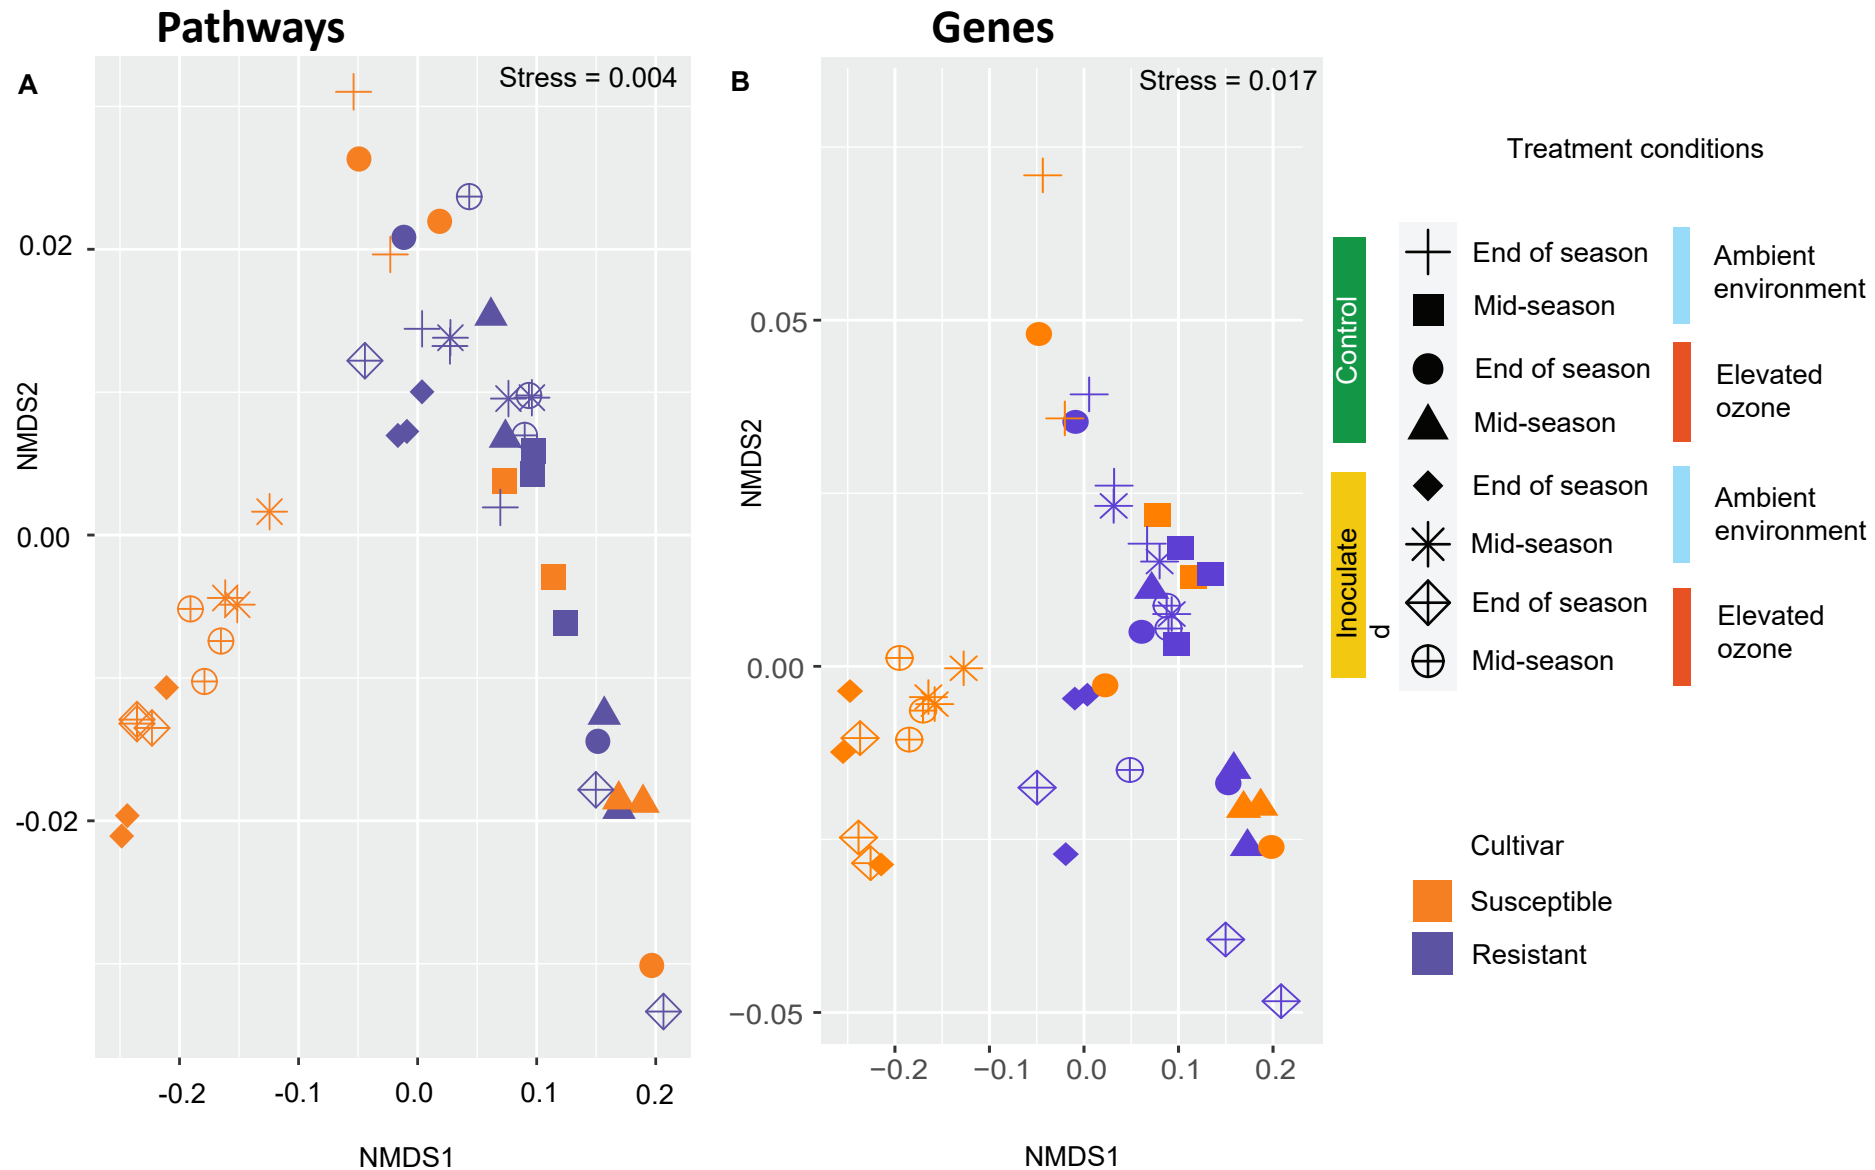 Pathways
Genes
A
Stress = 0.004
B
Stress = 0.017
NMDS2
0.02
0.00
-0.02
-0.2
-0.1
0.0
0.1
0.2
NMDS1
NMDS2
0.05
0.00
−0.05
−0.2
−0.1
0.0
0.1
0.2
NMDS1
Treatment conditions
Control
End of season
Mid-season
Ambient
environment
End of season
Mid-season
Elevated
ozone
Inoculate
d
End of season
Mid-season
Ambient
environment
End of season
Mid-season
Elevated
ozone
Cultivar
Susceptible
Resistant